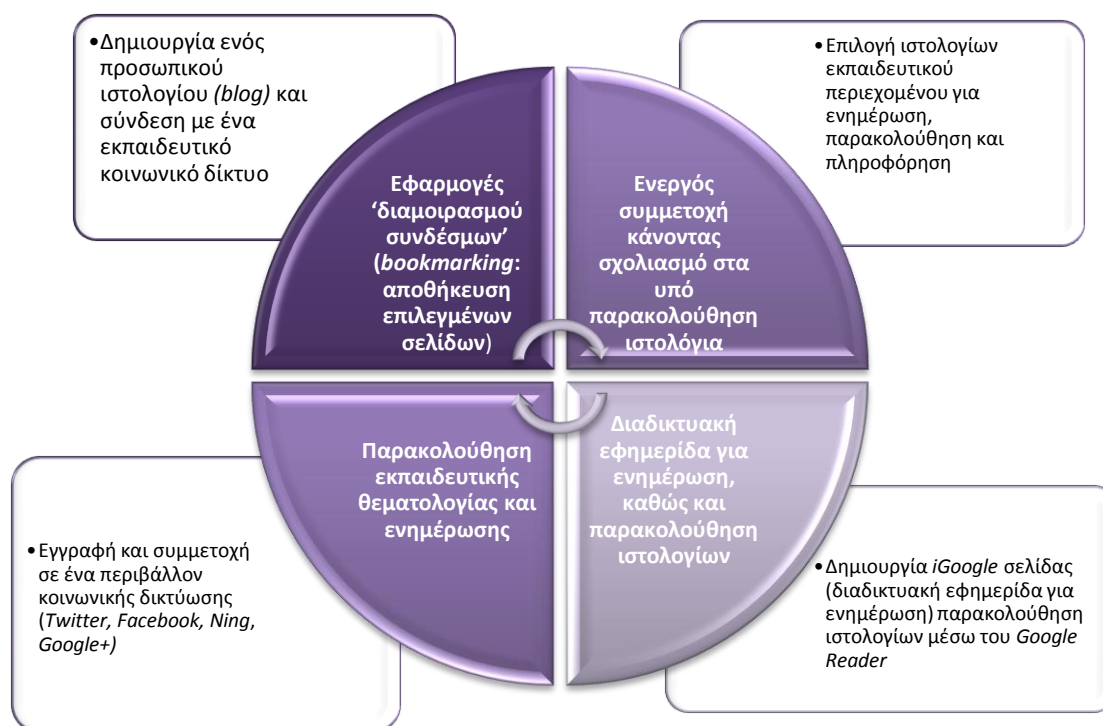 •Δημιουργία ενός
προσωπικού
ιστολογίου (blog) και
σύνδεση με ένα
εκπαιδευτικό
κοινωνικό δίκτυο
•Επιλογή ιστολογίων
εκπαιδευτικού
περιεχομένου για
ενημέρωση,
παρακολούθηση και
πληροφόρηση
Εφαρμογές
‘διαμοιρασμού
συνδέσμων’
(bookmarking:
αποθήκευση
επιλεγμένων
σελίδων)
Ενεργός
συμμετοχή
κάνοντας
σχολιασμό στα
υπό
παρακολούθηση
ιστολόγια
Παρακολούθηση
εκπαιδευτικής
θεματολογίας και
ενημέρωσης
Διαδικτυακή
εφημερίδα για
ενημέρωση,
καθώς και
παρακολούθηση
ιστολογίων
•Εγγραφή και συμμετοχή
σε ένα περιβάλλον
κοινωνικής δικτύωσης
(Twitter, Facebook, Ning,
Google+)
•Δημιουργία iGoogle σελίδας
(διαδικτυακή εφημερίδα για
ενημέρωση) παρακολούθηση
ιστολογίων μέσω του Google
Reader